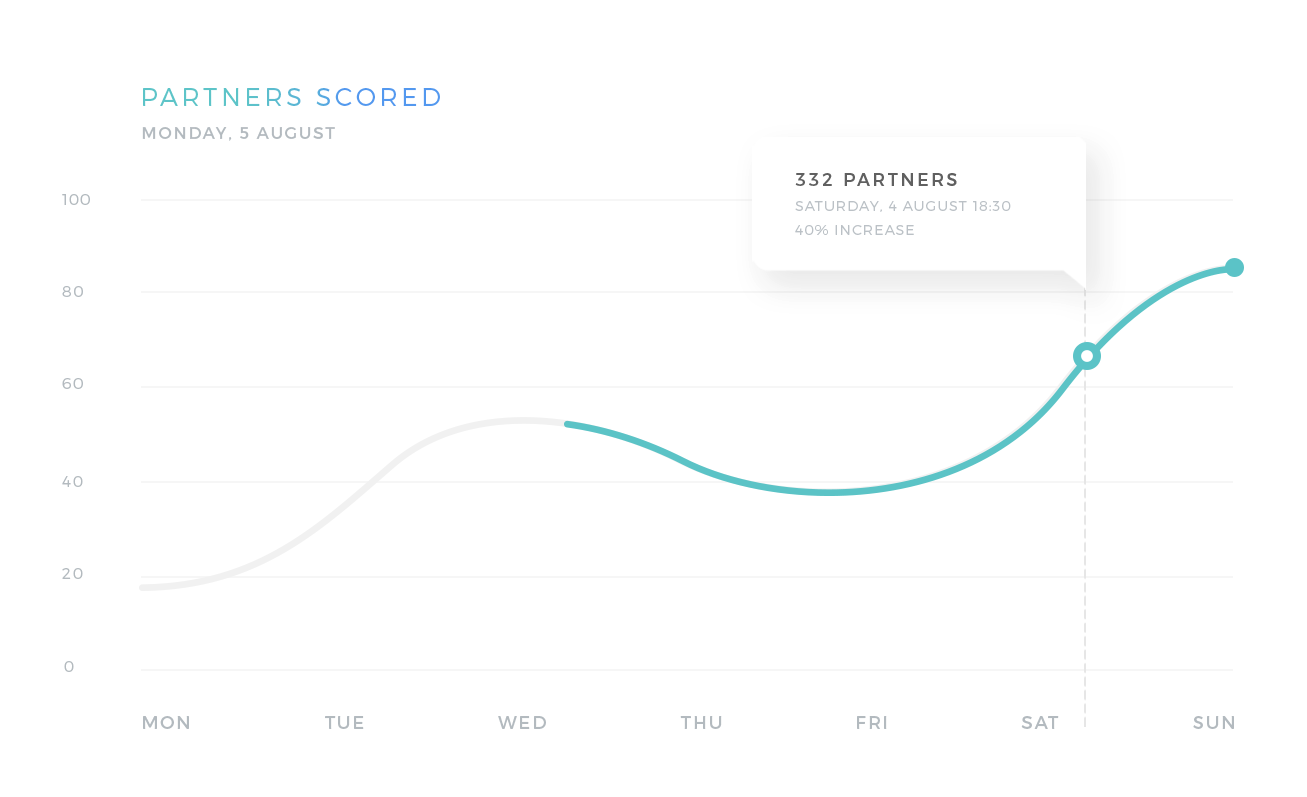 PARTNERS SCORED
MONDAY, 5 AUGUST
332 PARTNERS
SATURDAY, 4 AUGUST 18:30
40% INCREASE
100
80
60
40
20
0
MON TUE WED THU FRI SAT SUN